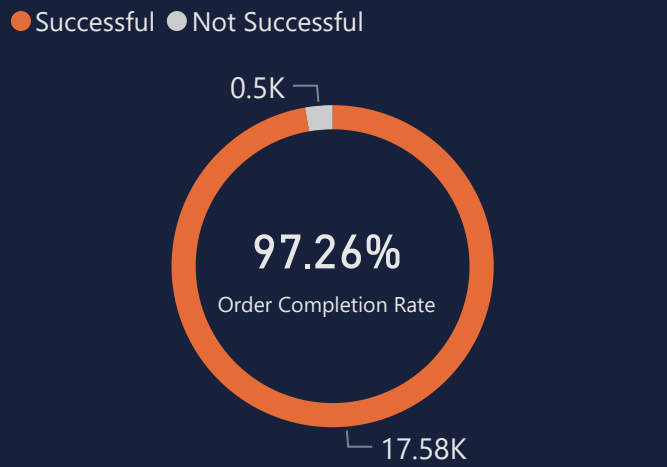 Successful Not Successful
0.5K
97.26%
Order Completion Rate
17.58K